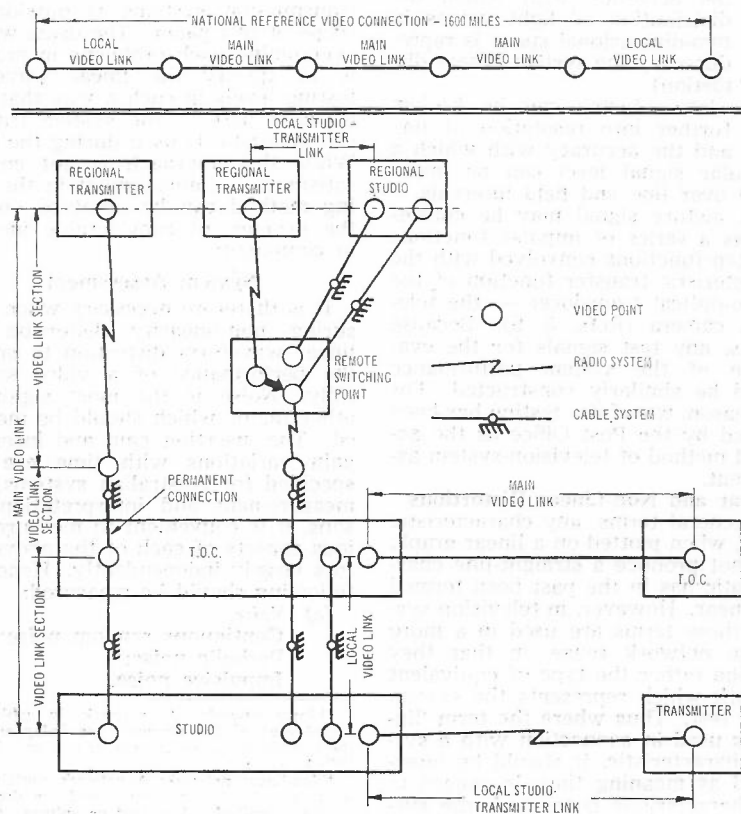 NATIONAL REFERENCE VIDEO CONNECTION - 1600 MILES
LOCAL
VIDEO LINK
MAIN
VIDEO LINK
MAIN
VIDEO LINK
MAIN
VIDEO LINK
LOCAL
VIDEO LINK
LOCAL STUDIO-
TRANSMITTER
LINK
REGIONAL
TRANSMITTER
REGIONAL
TRANSMITTER
REGIONAL
STUDIO
VIDEO POINT
RADIO SYSTEM
CABLE SYSTEM
REMOTE
SWITCHING
POINT
MAIN VIDEO LINK
VIDEO LINK SECTION
VIDEO LINK
SECTION
VIDEO LINK SECTION
PERMANENT
CONNECTION
MAIN
VIDEO LINK
T.O.C.
T.O.C.
LOCAL
VIDEO LINK
STUDIO
TRANSMITTER
LOCAL STUDIO-
TRANSMITTER LINK